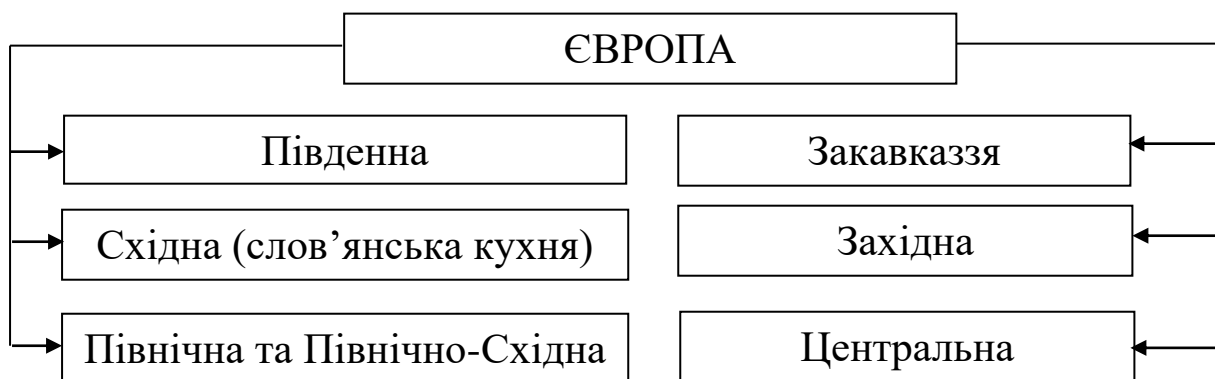 ЄВРОПА
Південна
Закавказзя
Східна (слов’янська кухня)
Західна
Північна та Північно-Східна
Центральна